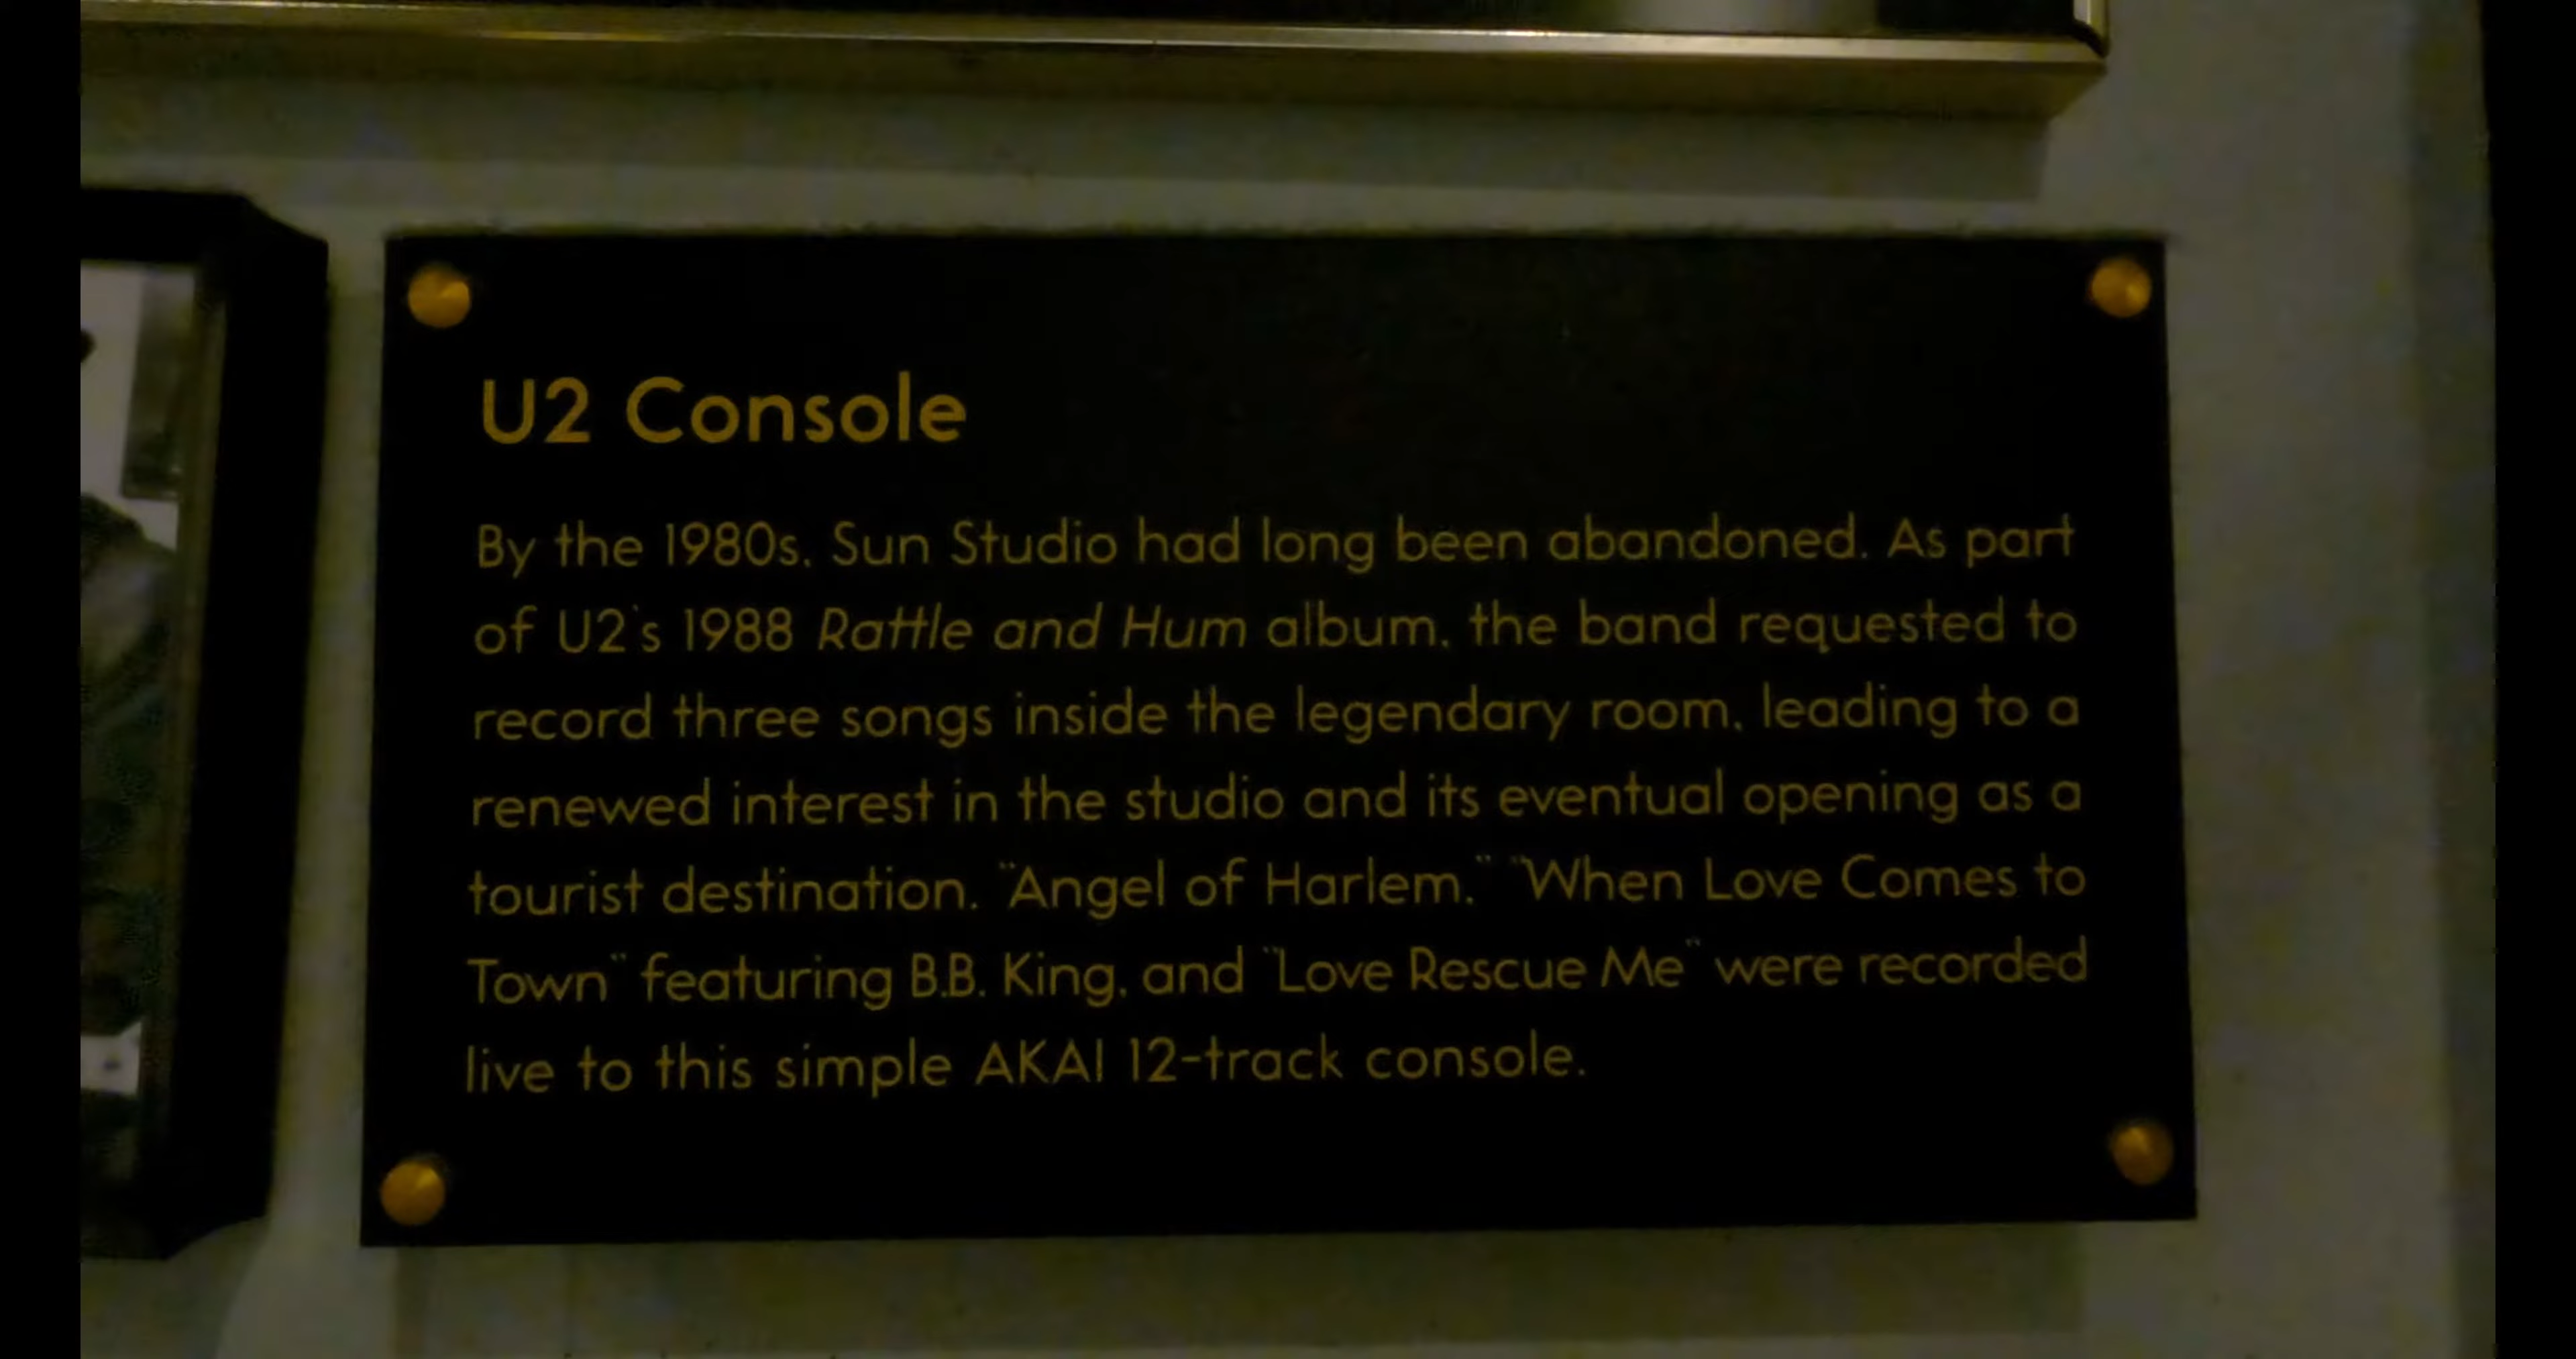 U2 Console
By the 1980s, Sun Studio had long been abandoned. As part
of U2's 1988 Rattle and Hum album, the band requested to
record three songs inside the legendary room, leading to a
renewed interest in the studio and its eventual opening as a
tourist destination. "Angel of Harlem," "When Love Comes to
Town" featuring B.B. King, and "Love Rescue Me" were recorded
live to this simple AKAI 12-track console.